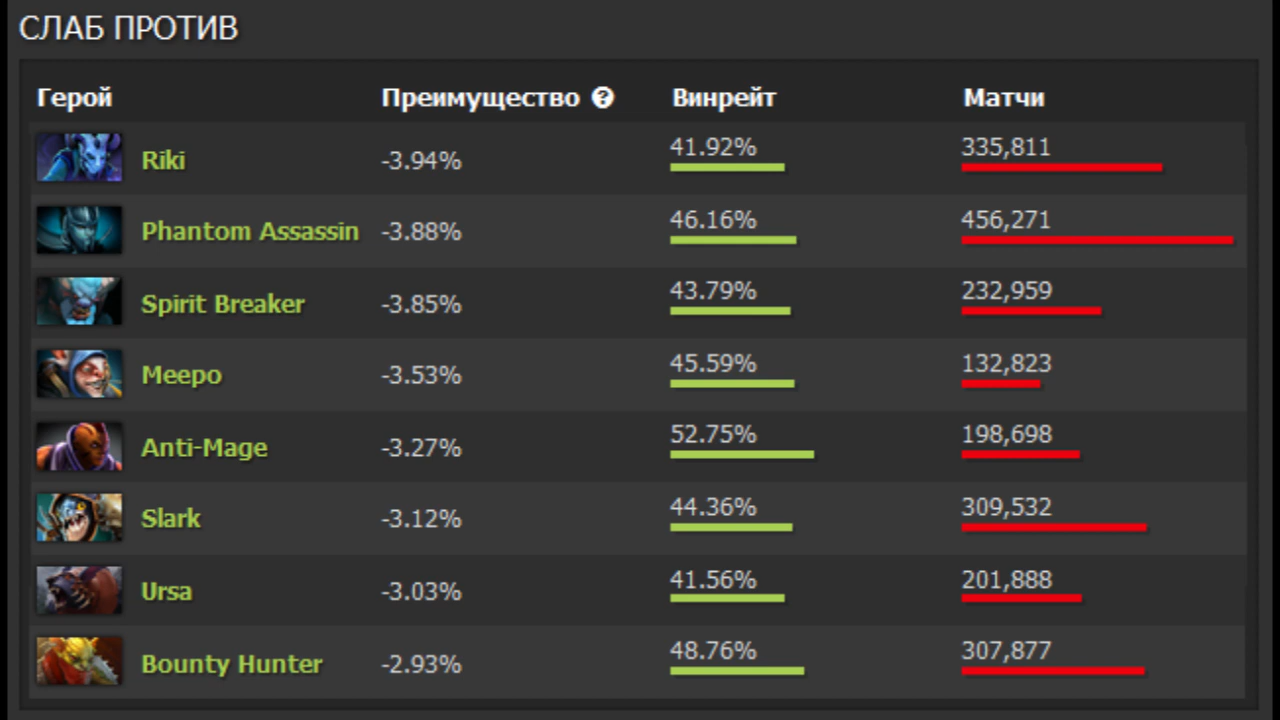 СЛАБ ПРОТИВ
Герой Преимущество ? Винрейт Матчи
Riki -3.94% 41.92% 335,811
Phantom Assassin -3.88% 46.16% 456,271
Spirit Breaker -3.85% 43.79% 232,959
Meepo -3.53% 45.59% 132,823
Anti-Mage -3.27% 52.75% 198,698
Slark -3.12% 44.36% 309,532
Ursa -3.03% 41.56% 201,888
Bounty Hunter -2.93% 48.76% 307,877